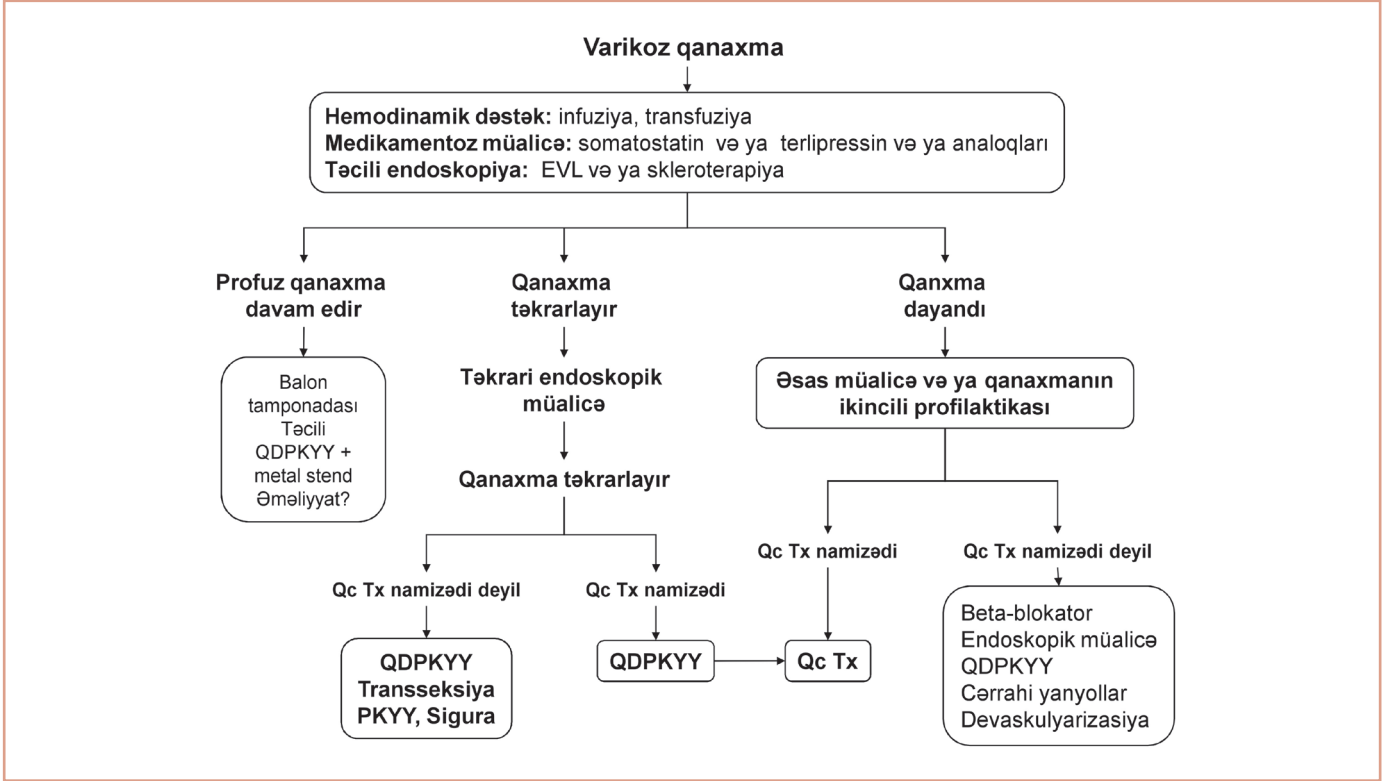 Varikoz qanaxma
Hemodinamik dəstək: infuziya, transfuziya
Medikamentoz müalicə: somatostatin və ya terlipressin və ya analoqları
Təcili endoskopiya: EVL və ya skleroterapiya
Profuz qanaxma
davam edir
Balon
tamponadası
Təcili
QDPKYY +
metal stend
Əməliyyat?
Qanaxma
təkrarlayır
Təkrari endoskopik
müalicə
Qanaxma təkrarlayır
Qc Tx namizədi deyil
QDPKYY
Transseksiya
PKYY, Sigura
Qc Tx namizədi
QDPKYY
Qanxma
dayandı
Əsas müalicə və ya qanaxmanın
ikincili profilaktikası
Qc Tx namizədi
Qc Tx
Qc Tx namizədi deyil
Beta-blokator
Endoskopik müalicə
QDPKYY
Cərrahi yanyollar
Devaskulyarizasiya